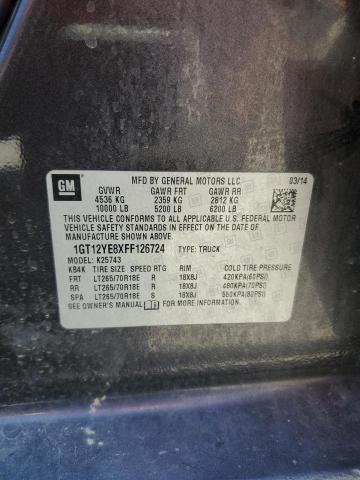 GM
MFD BY GENERAL MOTORS LLC 03/14
GVWR GAWR FRT GAWR RR
4536 KG 2359 KG 2812 KG
10000 LB 5200 LB 6200 LB
THIS VEHICLE CONFORMS TO ALL APPLICABLE U.S. FEDERAL MOTOR
VEHICLE SAFETY STANDARDS IN EFFECT ON THE DATE OF
MANUFACTURE SHOWN ABOVE.
1GT12YE8XFF126724 TYPE: TRUCK
MODEL: K25743
KB4K TIRE SIZE SPEED RTG RIM COLD TIRE PRESSURE
FRT LT265/70R18E R 18X8J 420KPA(60PSI)
RR LT265/70R18E R 18X8J 480KPA(70PSI)
SPA LT265/70R18E R 18X8J 550KPA(80PSI)
SEE OWNER'S MANUAL FOR MORE INFORMATION.